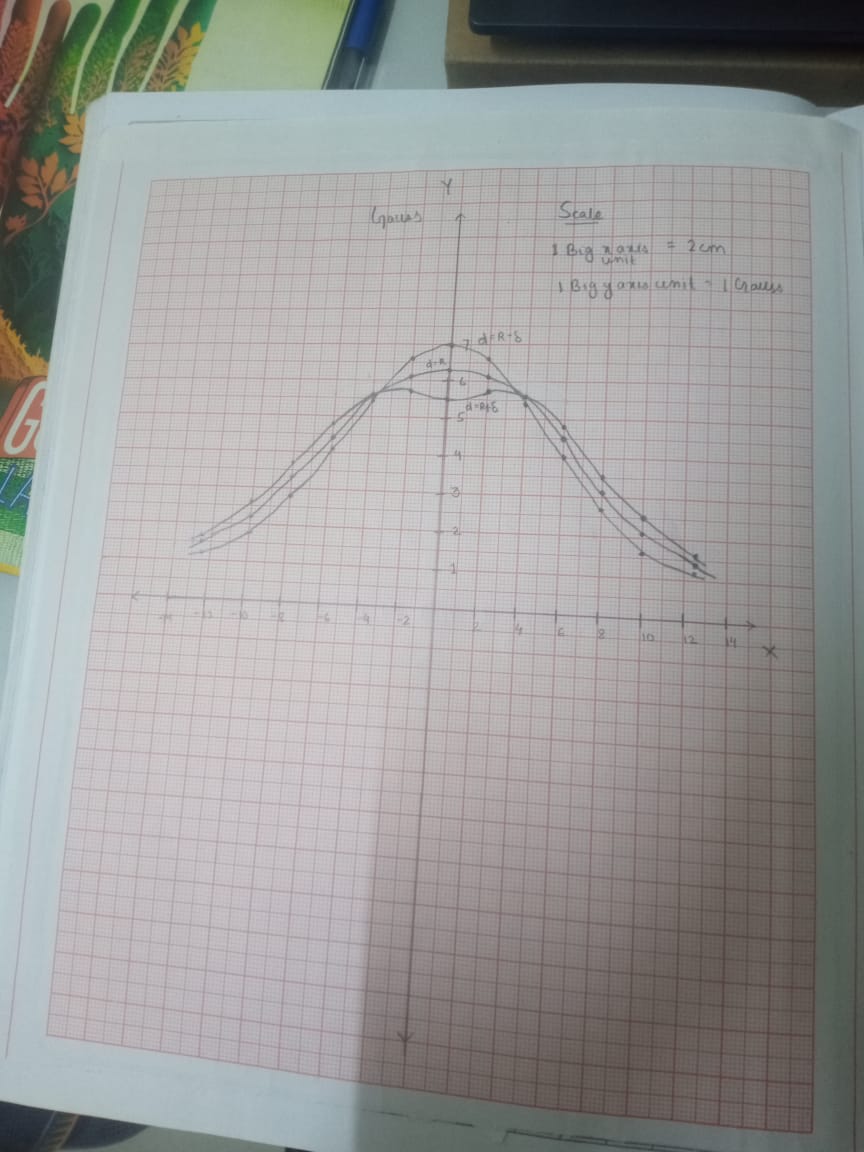 Y
Gauss
Scale
1 Big x axis unit = 2cm
1 Big y axis unit = 1 Gauss
7 d=R-δ
d=R
6
d=R+δ
5
4
3
2
1
-12 -10 -8 -6 -4 -2 2 4 6 8 10 12 14
X
G